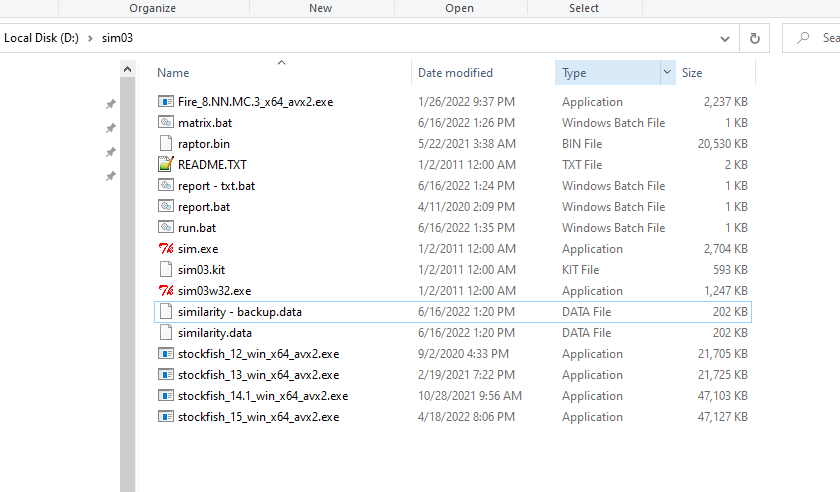 Organize New Open Select
Local Disk (D:) > sim03 Sea
Name Date modified Type Size
Fire_8.NN.MC.3_x64_avx2.exe 1/26/2022 9:37 PM Application 2,237 KB
matrix.bat 6/16/2022 1:26 PM Windows Batch File 1 KB
raptor.bin 5/22/2021 3:38 AM BIN File 20,530 KB
README.TXT 1/2/2011 12:00 AM TXT File 2 KB
report - txt.bat 6/16/2022 1:24 PM Windows Batch File 1 KB
report.bat 4/11/2020 2:09 PM Windows Batch File 1 KB
run.bat 6/16/2022 1:35 PM Windows Batch File 1 KB
sim.exe 1/2/2011 12:00 AM Application 2,704 KB
sim03.kit 1/2/2011 12:00 AM KIT File 593 KB
sim03w32.exe 1/2/2011 12:00 AM Application 1,247 KB
similarity - backup.data 6/16/2022 1:20 PM DATA File 202 KB
similarity.data 6/16/2022 1:20 PM DATA File 202 KB
stockfish_12_win_x64_avx2.exe 9/2/2020 4:33 PM Application 21,705 KB
stockfish_13_win_x64_avx2.exe 2/19/2021 7:22 PM Application 21,725 KB
stockfish_14.1_win_x64_avx2.exe 10/28/2021 9:56 AM Application 47,103 KB
stockfish_15_win_x64_avx2.exe 4/18/2022 8:06 PM Application 47,127 KB